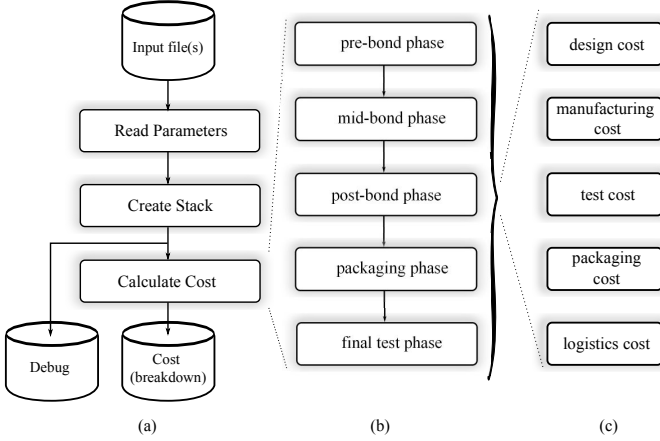 Input file(s)
Read Parameters
Create Stack
Calculate Cost
Debug
Cost
(breakdown)
(a)
pre-bond phase
mid-bond phase
post-bond phase
packaging phase
final test phase
(b)
design cost
manufacturing
cost
test cost
packaging
cost
logistics cost
(c)